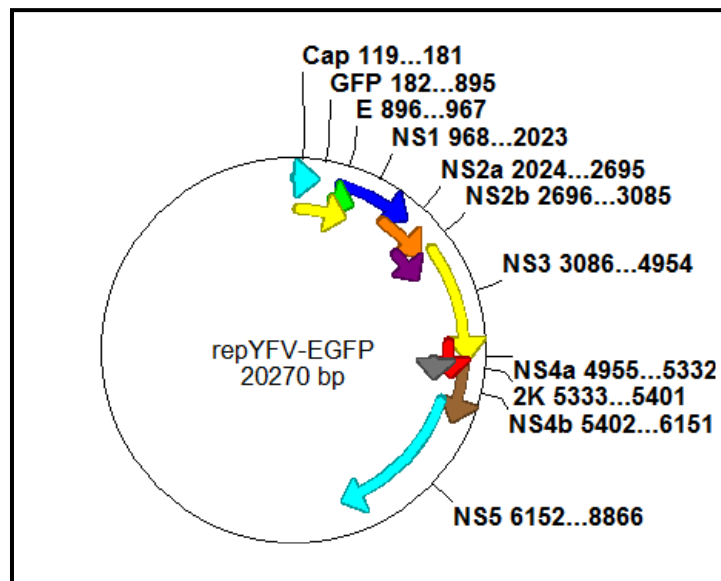 Cap 119...181
GFP 182...895
E 896...967
NS1 968...2023
NS2a 2024...2695
NS2b 2696...3085
NS3 3086...4954
repYFV-EGFP
20270 bp
NS4a 4955...5332
2K 5333...5401
NS4b 5402...6151
NS5 6152...8866